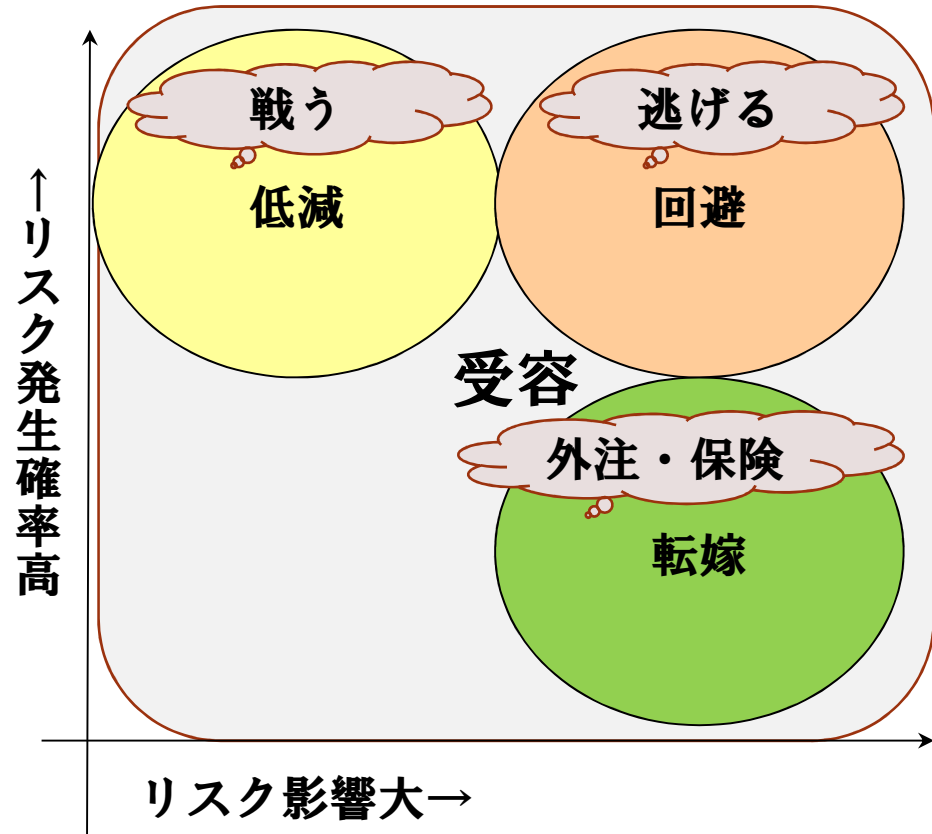 戦う
低減
逃げる
回避
受容
外注・保険
転嫁
←リスク発生確率高
リスク影響大→